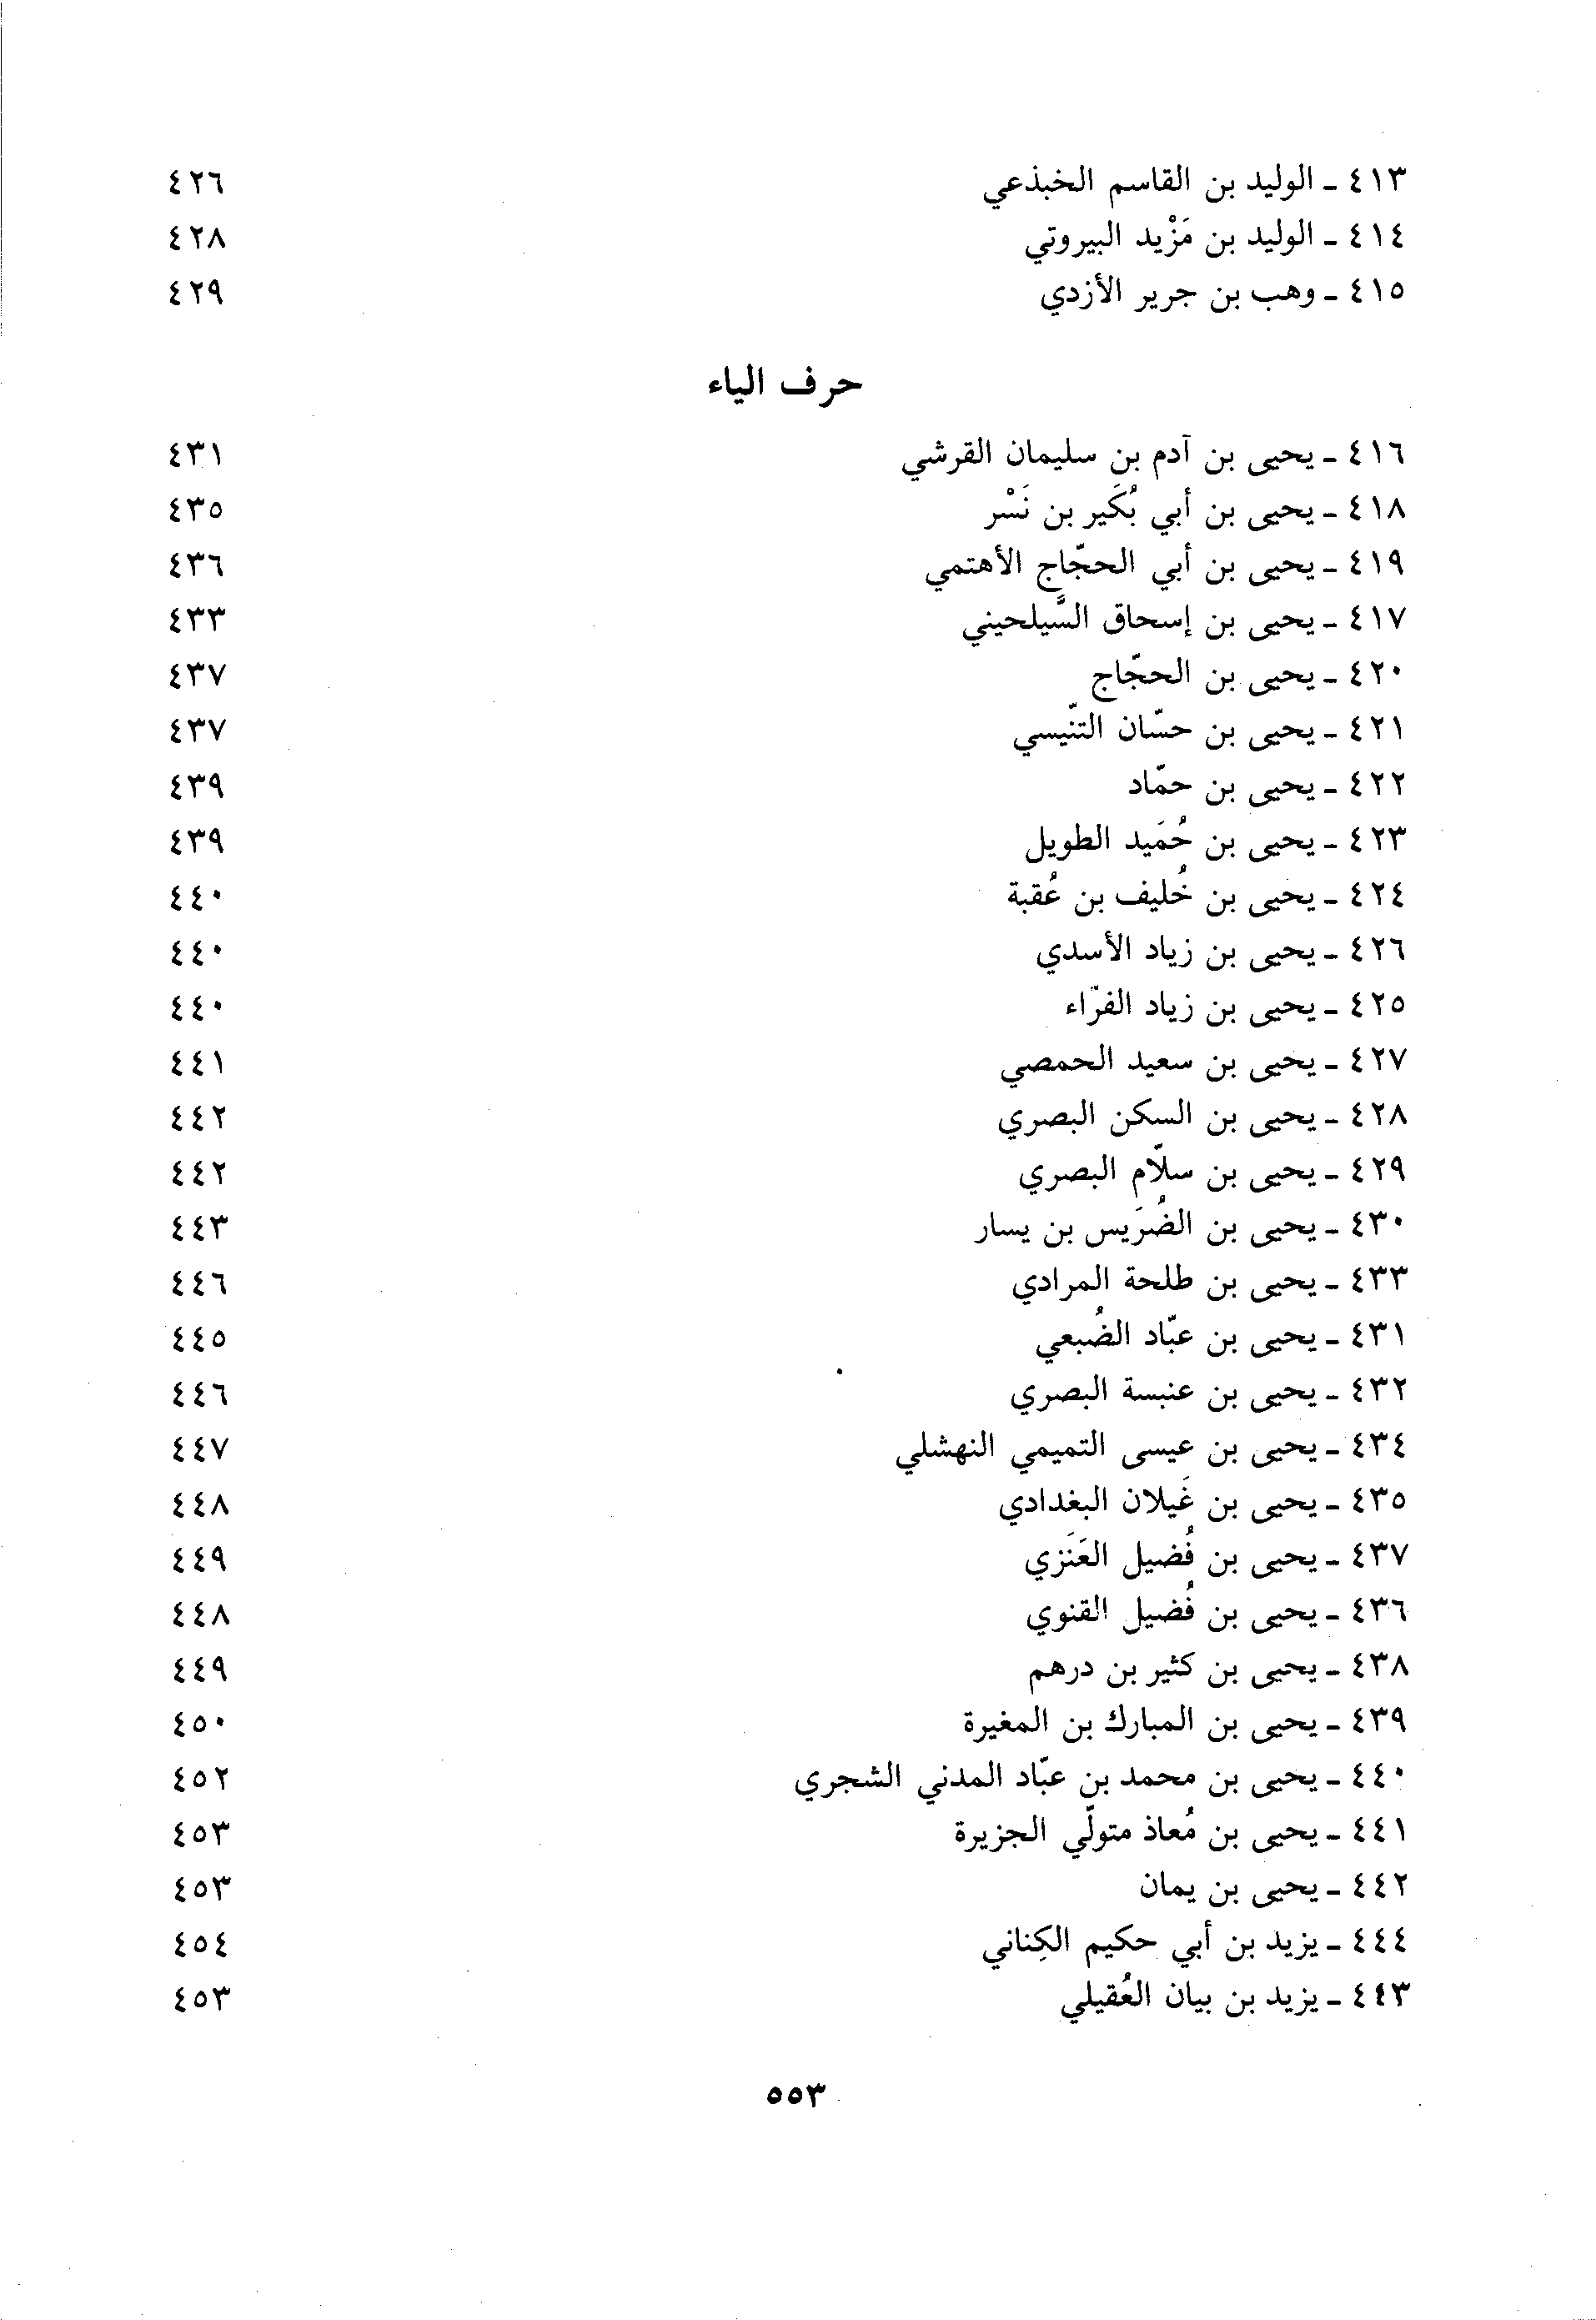 ٤١٣ - الوليد بن القاسم الخبذعي ٤٢٦
٤١٤ - الوليد بن مَزْيد البيروتي ٤٢٨
٤١٥ - وهب بن جرير الأزدي ٤٢٩
حرف الياء
٤١٦ - يحيى بن آدم بن سليمان القرشي ٤٣١
٤١٨ - يحيى بن أبي بُكَير بن نَسْر ٤٣٥
٤١٩ - يحيى بن أبي الحجّاج الأهتمي ٤٣٦
٤١٧ - يحيى بن إسحاق السَّيلحيني ٤٣٣
٤٢٠ - يحيى بن الحجّاج ٤٣٧
٤٢١ - يحيى بن حسّان التنّيسي ٤٣٧
٤٢٢ - يحيى بن حمّاد ٤٣٩
٤٢٣ - يحيى بن حُمَيد الطويل ٤٣٩
٤٢٤ - يحيى بن خُليف بن عُقبة ٤٤٠
٤٢٦ - يحيى بن زياد الأسدي ٤٤٠
٤٢٥ - يحيى بن زياد الفرّاء ٤٤٠
٤٢٧ - يحيى بن سعيد الحمصي ٤٤١
٤٢٨ - يحيى بن السكن البصري ٤٤٢
٤٢٩ - يحيى بن سلّام البصري ٤٤٢
٤٣٠ - يحيى بن الضُرَيس بن يسار ٤٤٣
٤٣٣ - يحيى بن طلحة المرادي ٤٤٦
٤٣١ - يحيى بن عبّاد الضُبعي ٤٤٥
٤٣٢ - يحيى بن عنبسة البصري ٤٤٦
٤٣٤ - يحيى بن عيسى التميمي النهشلي ٤٤٧
٤٣٥ - يحيى بن غَيلان البغدادي ٤٤٨
٤٣٧ - يحيى بن فُضيل العَنَزي ٤٤٩
٤٣٦ - يحيى بن فُضيل القنوي ٤٤٨
٤٣٨ - يحيى بن كثير بن درهم ٤٤٩
٤٣٩ - يحيى بن المبارك بن المغيرة ٤٥٠
٤٤٠ - يحيى بن محمد بن عبّاد المدني الشجري ٤٥٢
٤٤١ - يحيى بن مُعاذ متولّي الجزيرة ٤٥٣
٤٤٢ - يحيى بن يمان ٤٥٣
٤٤٤ - يزيد بن أبي حكيم الكِناني ٤٥٤
٤٤٣ - يزيد بن بيان العُقيلي ٤٥٣
٥٥٣